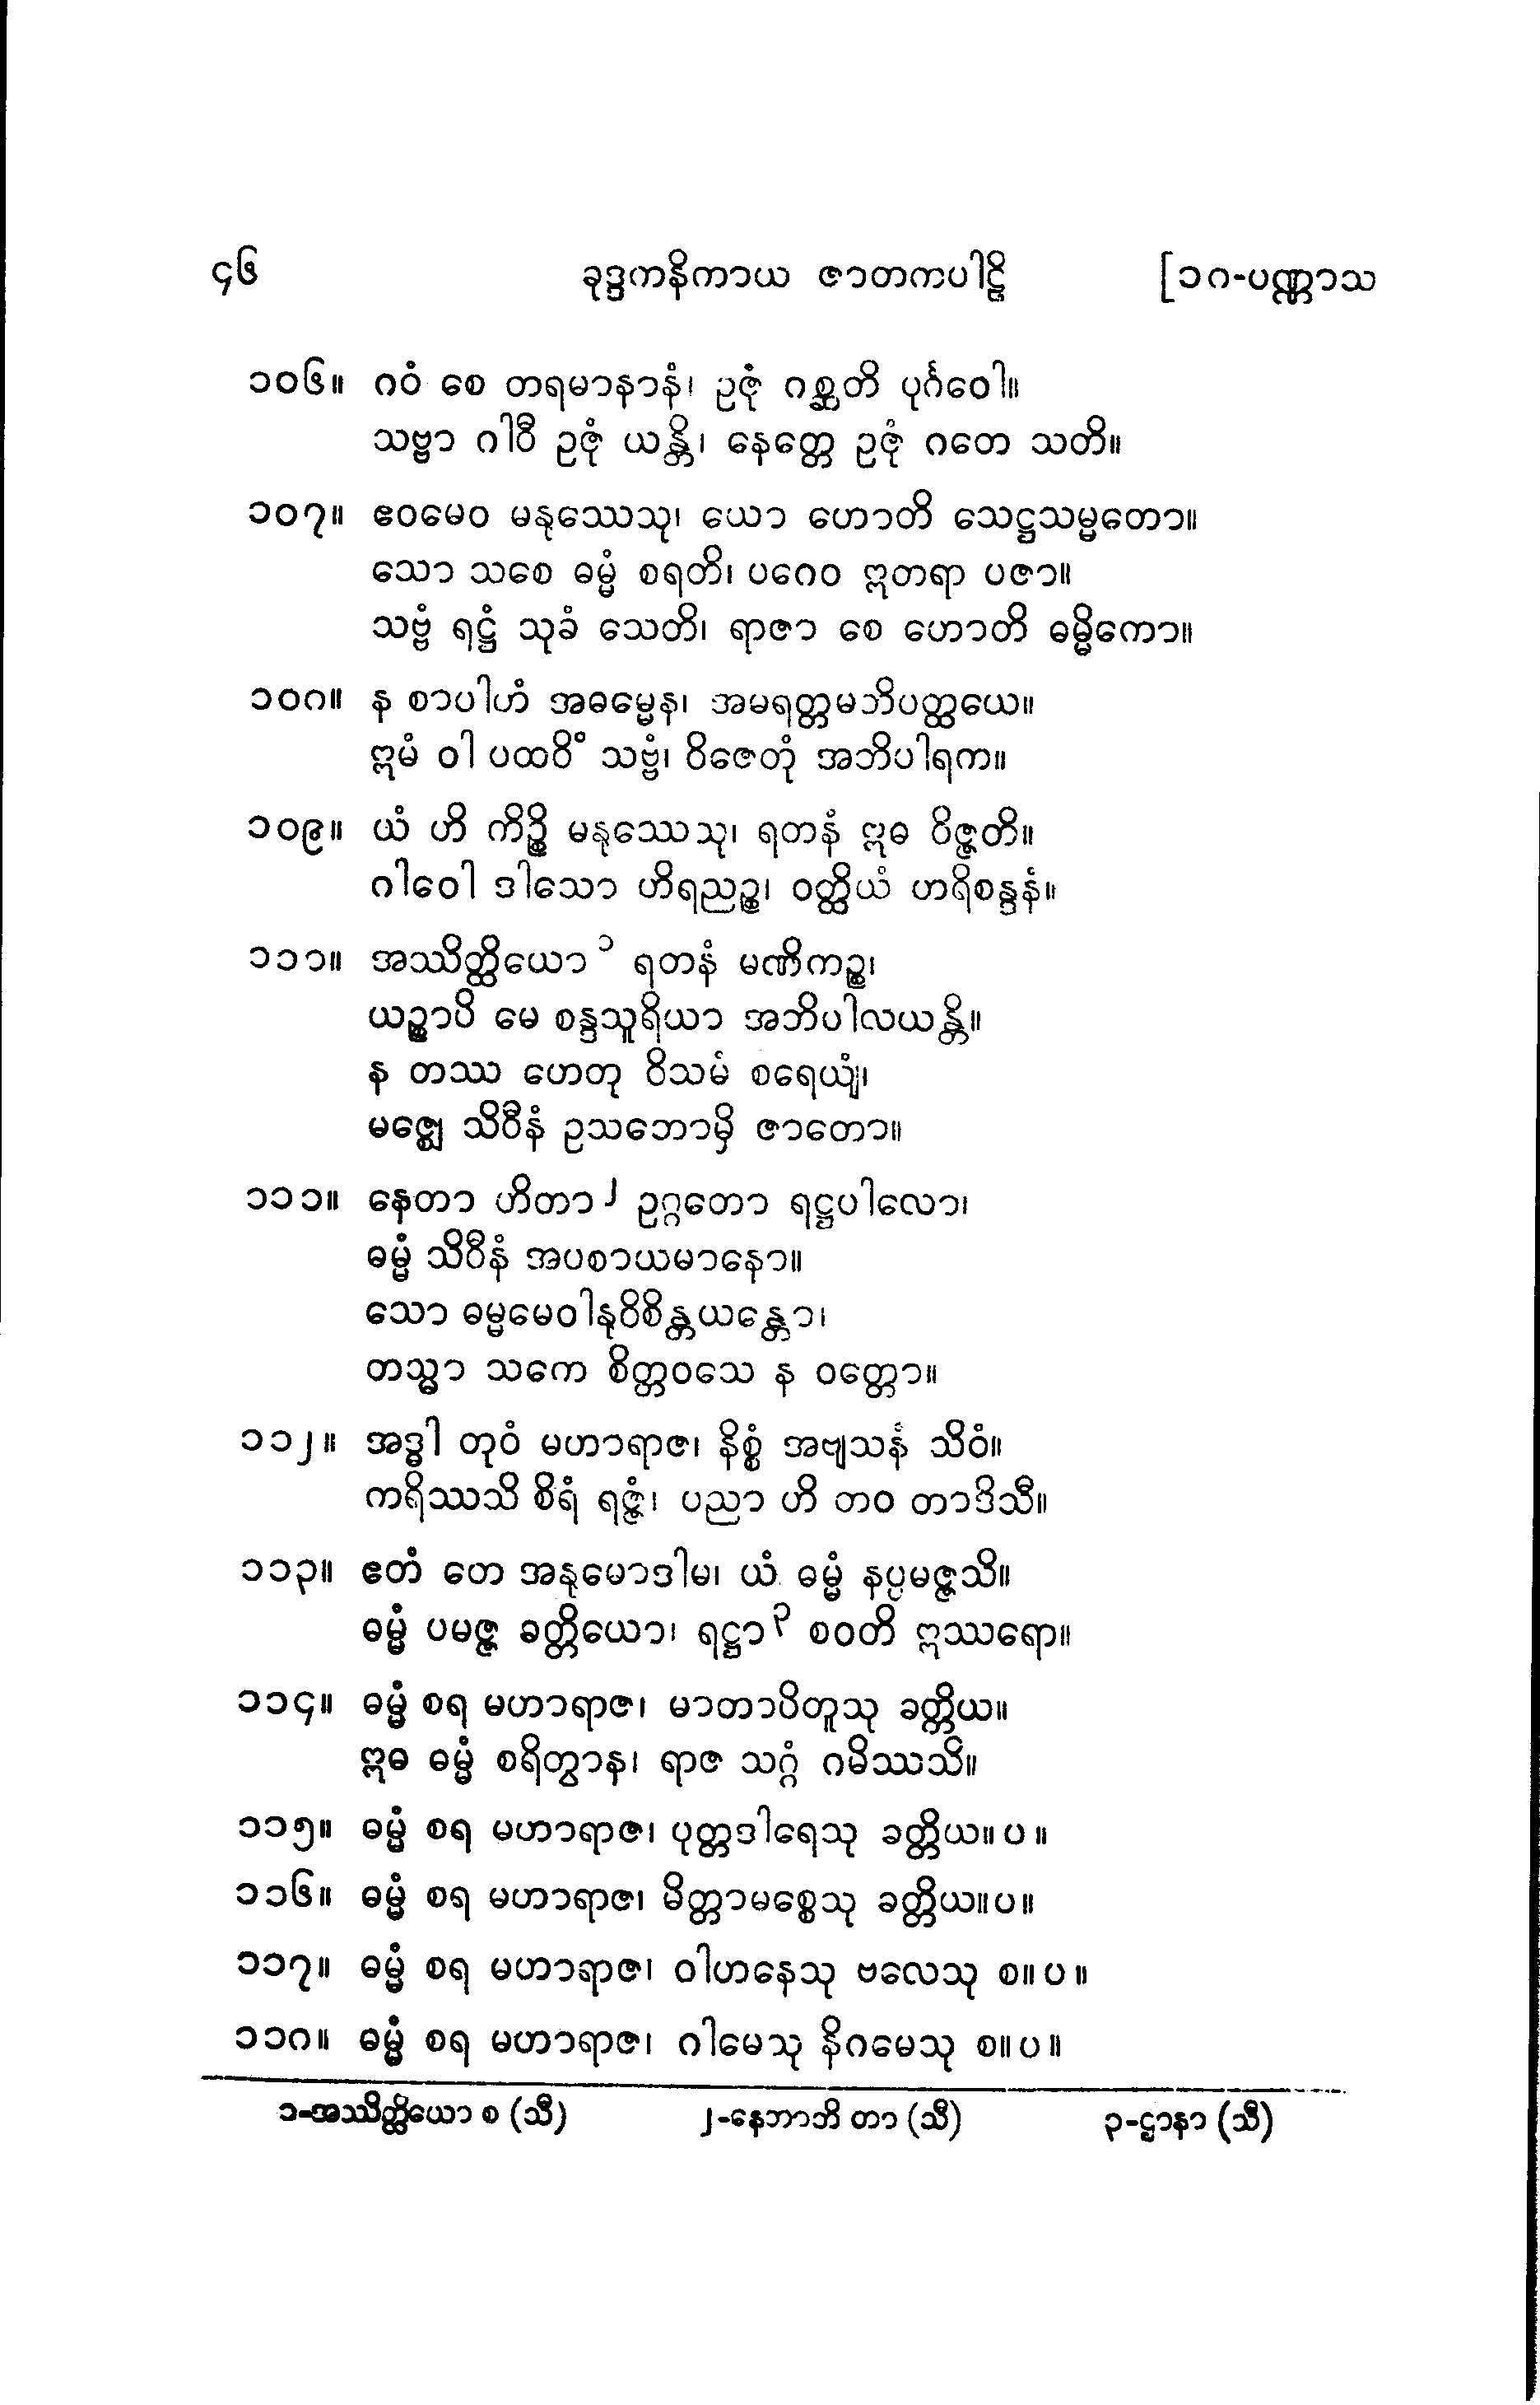 ၄၆ ခုဒ္ဒကနိကာယ ဇာတကပါဠိ [၁၈-ပဏ္ဏာသ
၁၀၆။ ဂဝံ စေ တရမာနာနံ၊ ဥဇုံ ဂစ္ဆတိ ပုင်္ဂဝေါ။
သဗ္ဗာ ဂါဝီ ဥဇုံ ယန္တိ၊ နေတ္တေ ဥဇုံ ဂတေ သတိ။
၁၀၇။ ဧဝမေဝ မနုဿေသု၊ ယော ဟောတိ သေဋ္ဌသမ္မတော။
သော သစေ ဓမ္မံ စရတိ၊ ပဂေဝ ဣတရာ ပဇာ။
သဗ္ဗံ ရဋ္ဌံ သုခံ သေတိ၊ ရာဇာ စေ ဟောတိ ဓမ္မိကော။
၁၀၈။ န စာပါဟံ အဓမ္မေန၊ အမရတ္တမဘိပတ္ထယေ။
ဣမံ ဝါ ပထဝိံ သဗ္ဗံ၊ ဝိဇေတုံ အဘိပါရက။
၁၀၉။ ယံ ဟိ ကိဉ္စိ မနုဿေသု၊ ရတနံ ဣဓ ဝိဇ္ဇတိ။
ဂါဝေါ ဒါသော ဟိရညဉ္စ၊ ဝတ္ထိယံ ဟရိစန္ဒနံ။
၁၁၁။ အဿိတ္ထိယော ၁ ရတနံ မဏိကဉ္စ၊
ယဉ္စာပိ မေ စန္ဒသူရိယာ အဘိပါလယန္တိ။
န တဿ ဟေတု ဝိသမံ စရေယျံ၊
မဇ္ဈေ သိဝီနံ ဥသဘောမှိ ဇာတော။
၁၁၁။ နေတာ ဟိတာ ၂ ဥဂ္ဂတော ရဋ္ဌပါလော၊
ဓမ္မံ သိဝီနံ အပစာယမာနော။
သော ဓမ္မမေဝါနုဝိစိန္တယန္တော၊
တသ္မာ သကေ စိတ္တဝသေ န ဝတ္တော။
၁၁၂။ အဒ္ဓါ တုဝံ မဟာရာဇ၊ နိစ္စံ အဗျသနံ သိဝံ။
ကရိဿသိ စိရံ ရဇ္ဇံ၊ ပညာ ဟိ တဝ တာဒိသီ။
၁၁၃။ ဧတံ တေ အနုမောဒါမ၊ ယံ ဓမ္မံ နပ္ပမဇ္ဇသိ။
ဓမ္မံ ပမဇ္ဇ ခတ္တိယော၊ ရဋ္ဌာ ၃ စဝတိ ဣဿရော။
၁၁၄။ ဓမ္မံ စရ မဟာရာဇ၊ မာတာပိတူသု ခတ္တိယ။
ဣဓ ဓမ္မံ စရိတွာန၊ ရာဇ သဂ္ဂံ ဂမိဿသိ။
၁၁၅။ ဓမ္မံ စရ မဟာရာဇ၊ ပုတ္တဒါရေသု ခတ္တိယ။ပ။
၁၁၆။ ဓမ္မံ စရ မဟာရာဇ၊ မိတ္တာမစ္စေသု ခတ္တိယ။ပ။
၁၁၇။ ဓမ္မံ စရ မဟာရာဇ၊ ဝါဟနေသု ဗလေသု စ။ပ။
၁၁၈။ ဓမ္မံ စရ မဟာရာဇ၊ ဂါမေသု နိဂမေသု စ။ပ။
၁-အဿိတ္ထိယော စ (သီ) ၂-နေဘာဘိ တာ (သီ) ၃-ဌာနာ (သီ)